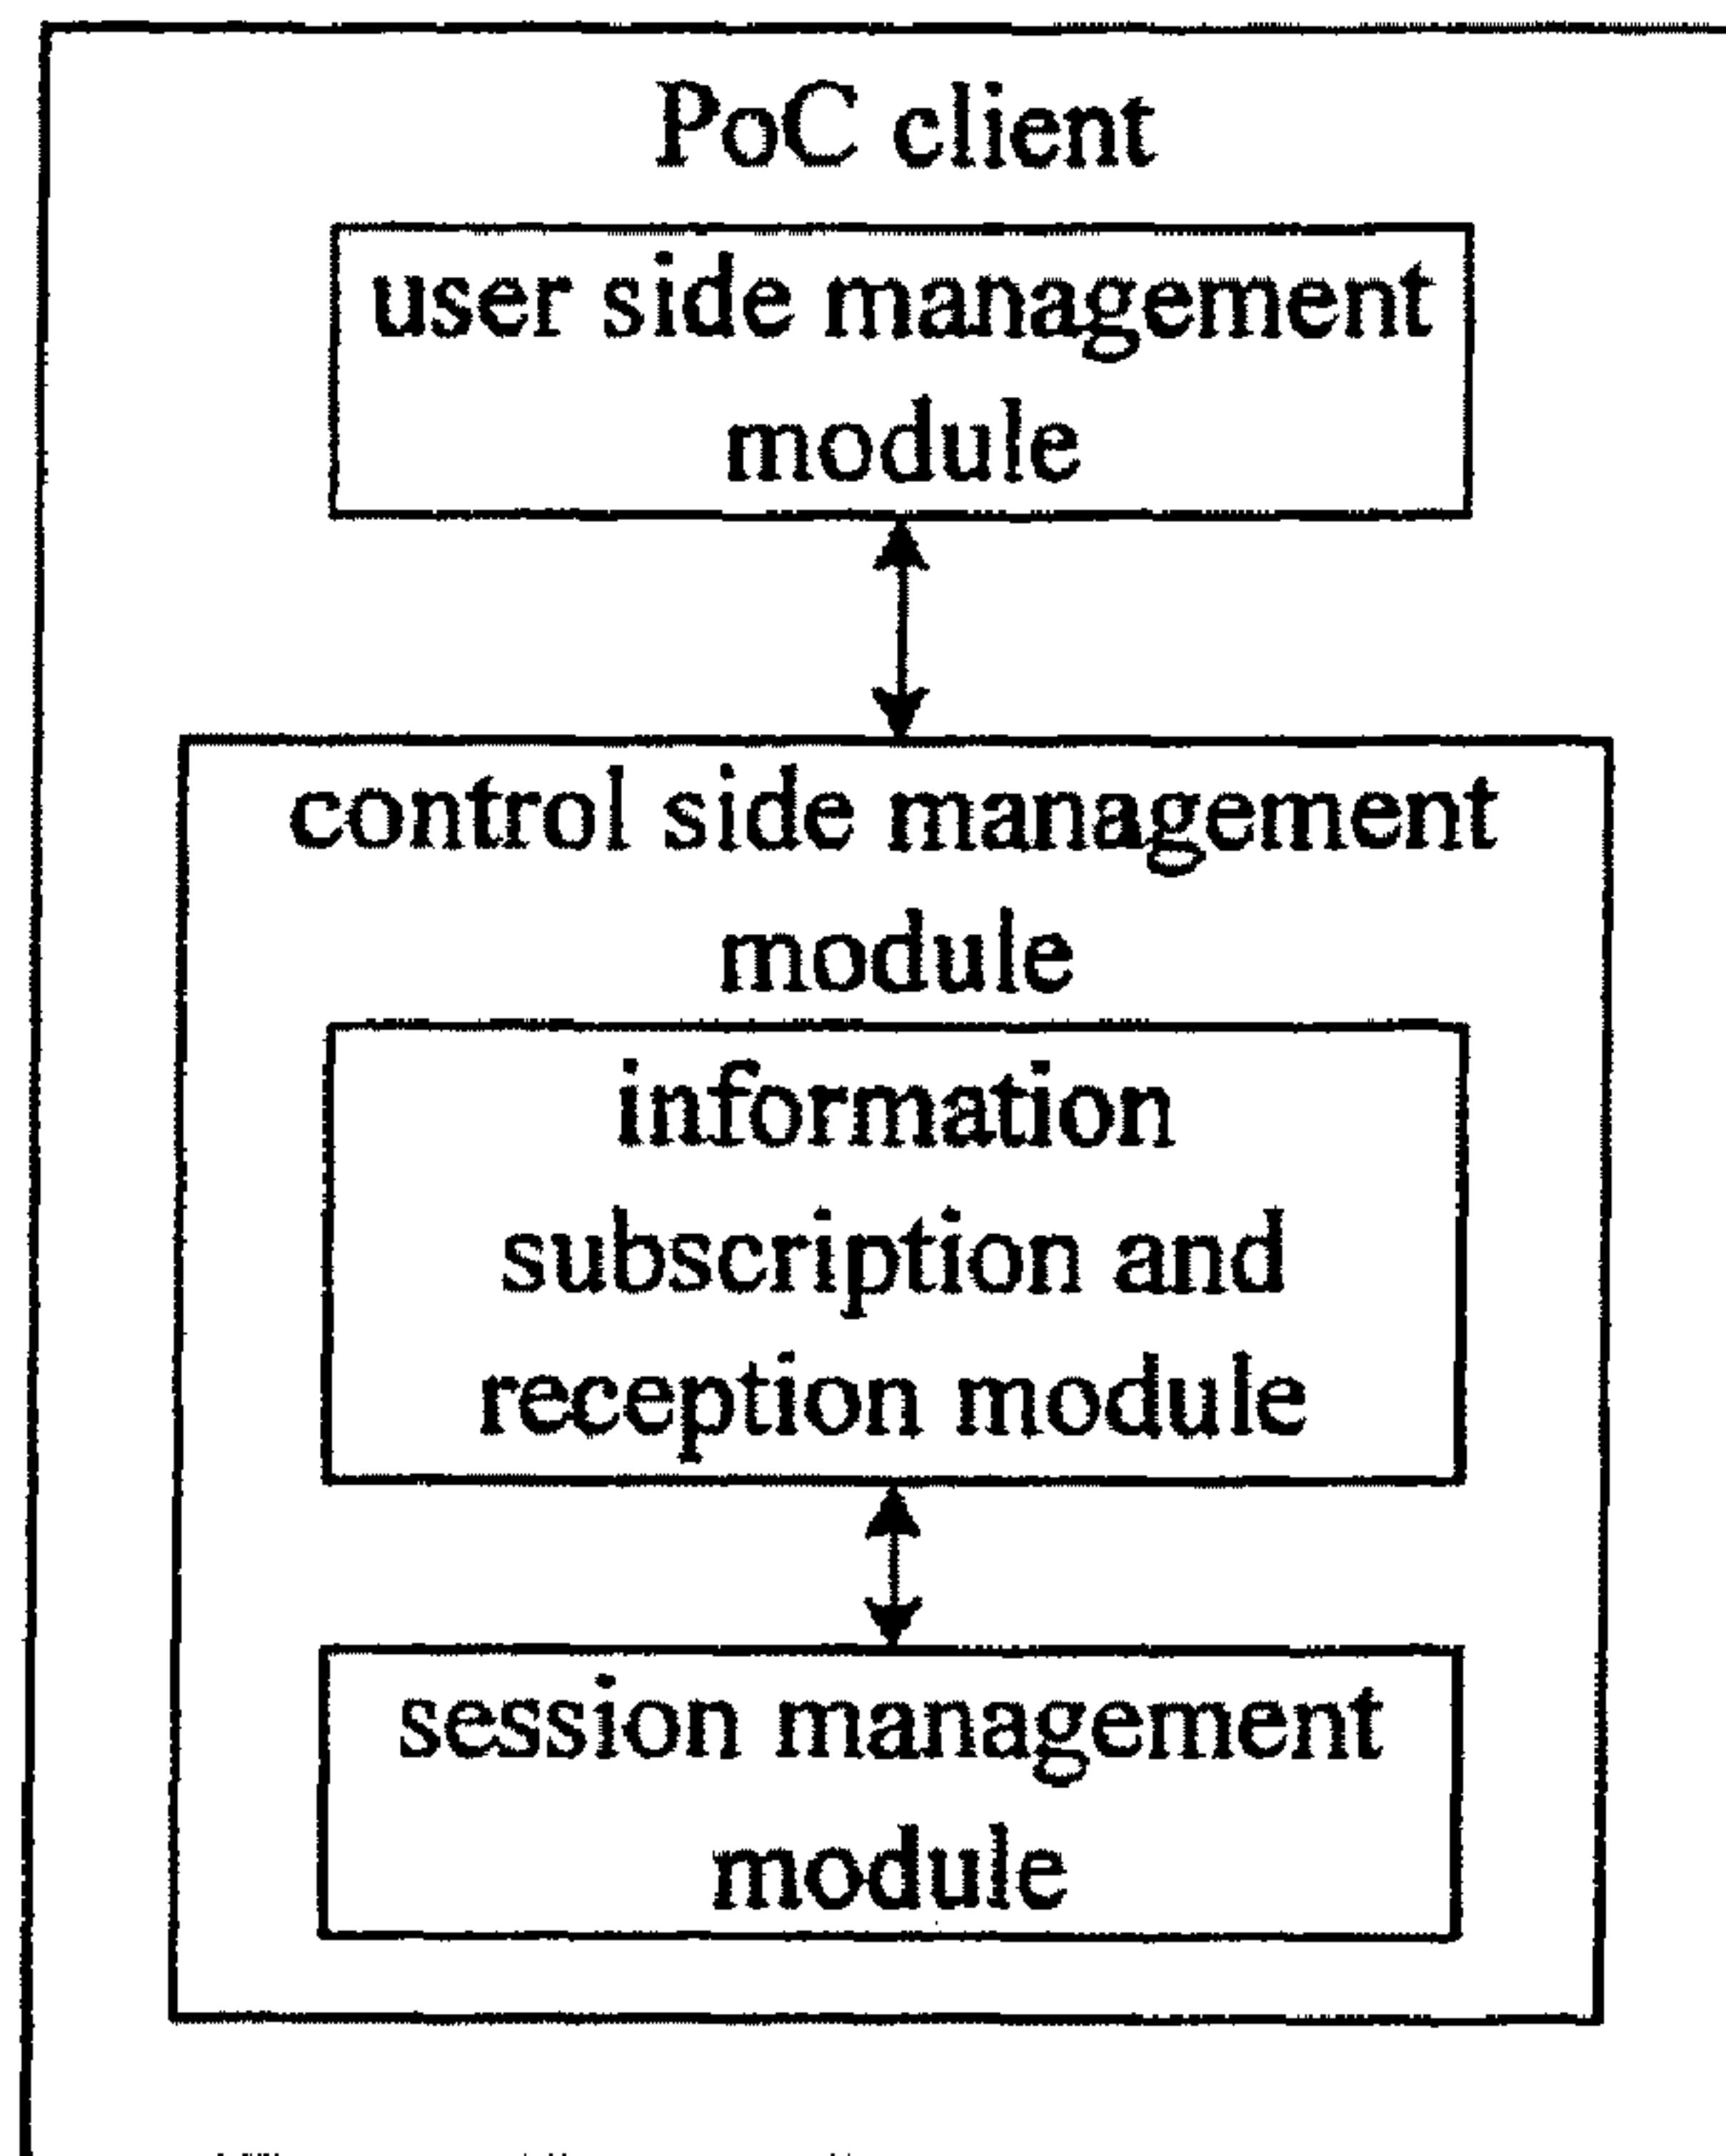 PoC client
user side management
module
control side management
module
information
subscription and
reception module
session management
module